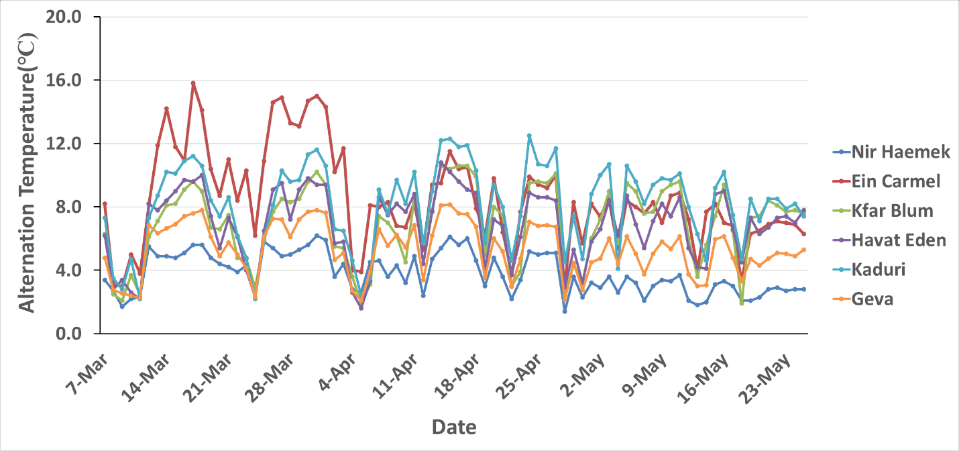 20.0
16.0
12.0
8.0
4.0
0.0
Alternation Temperature(℃)
7-Mar
14-Mar
21-Mar
28-Mar
4-Apr
11-Apr
18-Apr
25-Apr
2-May
9-May
16-May
23-May
Date
Nir Haemek
Ein Carmel
Kfar Blum
Havat Eden
Kaduri
Geva